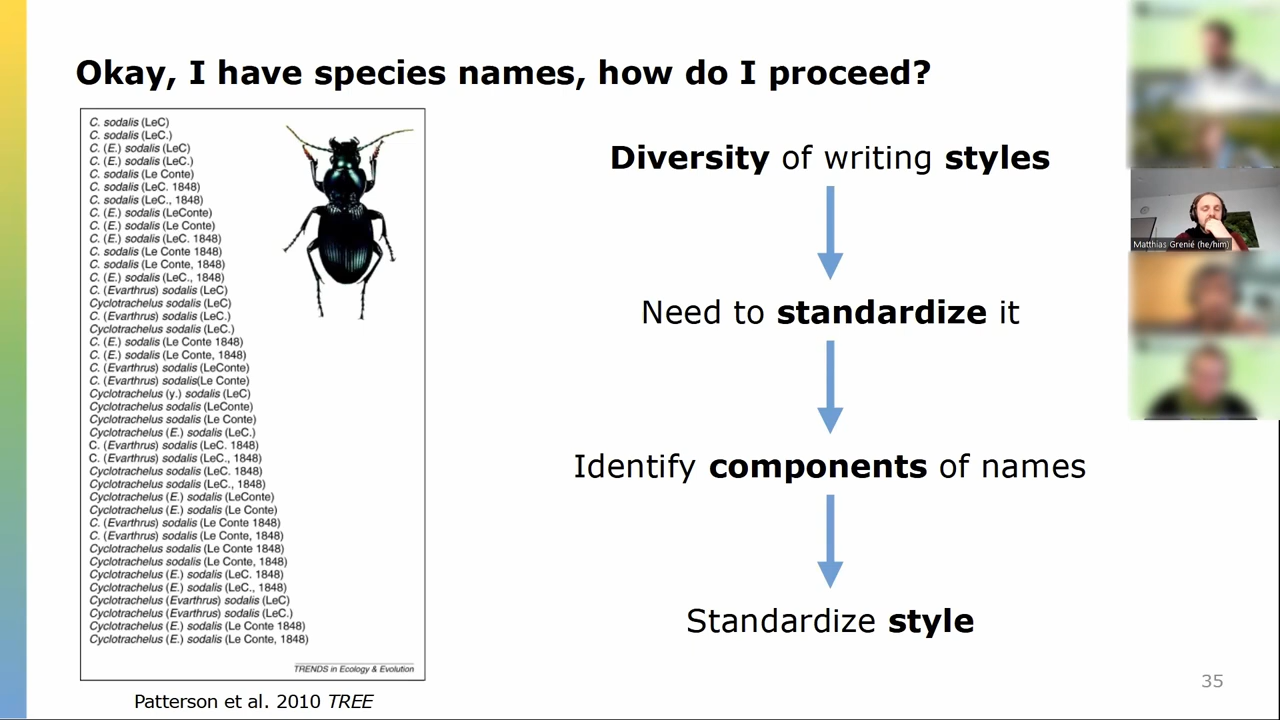 Okay, I have species names, how do I proceed?
C. sodalis (LeC)
C. sodalis (LeC.)
C. (E.) sodalis (LeC)
C. (E.) sodalis (LeC.)
C. sodalis (Le Conte)
C. sodalis (LeC. 1848)
C. sodalis (LeC., 1848)
C. (E.) sodalis (LeConte)
C. (E.) sodalis (Le Conte)
C. (E.) sodalis (LeC. 1848)
C. sodalis (Le Conte 1848)
C. sodalis (Le Conte, 1848)
C. (E.) sodalis (LeC., 1848)
C. (Evarthrus) sodalis (LeC)
Cyclotrachelus sodalis (LeC)
C. (Evarthrus) sodalis (LeC.)
Cyclotrachelus sodalis (LeC.)
C. (E.) sodalis (Le Conte 1848)
C. (E.) sodalis (Le Conte, 1848)
C. (Evarthrus) sodalis (LeConte)
C. (Evarthrus) sodalis(Le Conte)
Cyclotrachelus (y.) sodalis (LeC)
Cyclotrachelus sodalis (LeConte)
Cyclotrachelus sodalis (Le Conte)
Cyclotrachelus (E.) sodalis (LeC.)
C. (Evarthrus) sodalis (LeC. 1848)
C. (Evarthrus) sodalis (LeC., 1848)
Cyclotrachelus sodalis (LeC. 1848)
Cyclotrachelus sodalis (LeC., 1848)
Cyclotrachelus (E.) sodalis (LeConte)
Cyclotrachelus (E.) sodalis (Le Conte)
C. (Evarthrus) sodalis (Le Conte 1848)
C. (Evarthrus) sodalis (Le Conte, 1848)
Cyclotrachelus sodalis (Le Conte 1848)
Cyclotrachelus sodalis (Le Conte, 1848)
Cyclotrachelus (E.) sodalis (LeC. 1848)
Cyclotrachelus (E.) sodalis (LeC., 1848)
Cyclotrachelus (Evarthrus) sodalis (LeC)
Cyclotrachelus (Evarthrus) sodalis (LeC.)
Cyclotrachelus (E.) sodalis (Le Conte 1848)
Cyclotrachelus (E.) sodalis (Le Conte, 1848)
TRENDS in Ecology & Evolution
Patterson et al. 2010 TREE
Diversity of writing styles
Need to standardize it
Identify components of names
Standardize style
Matthias Grenié (he/him)
35